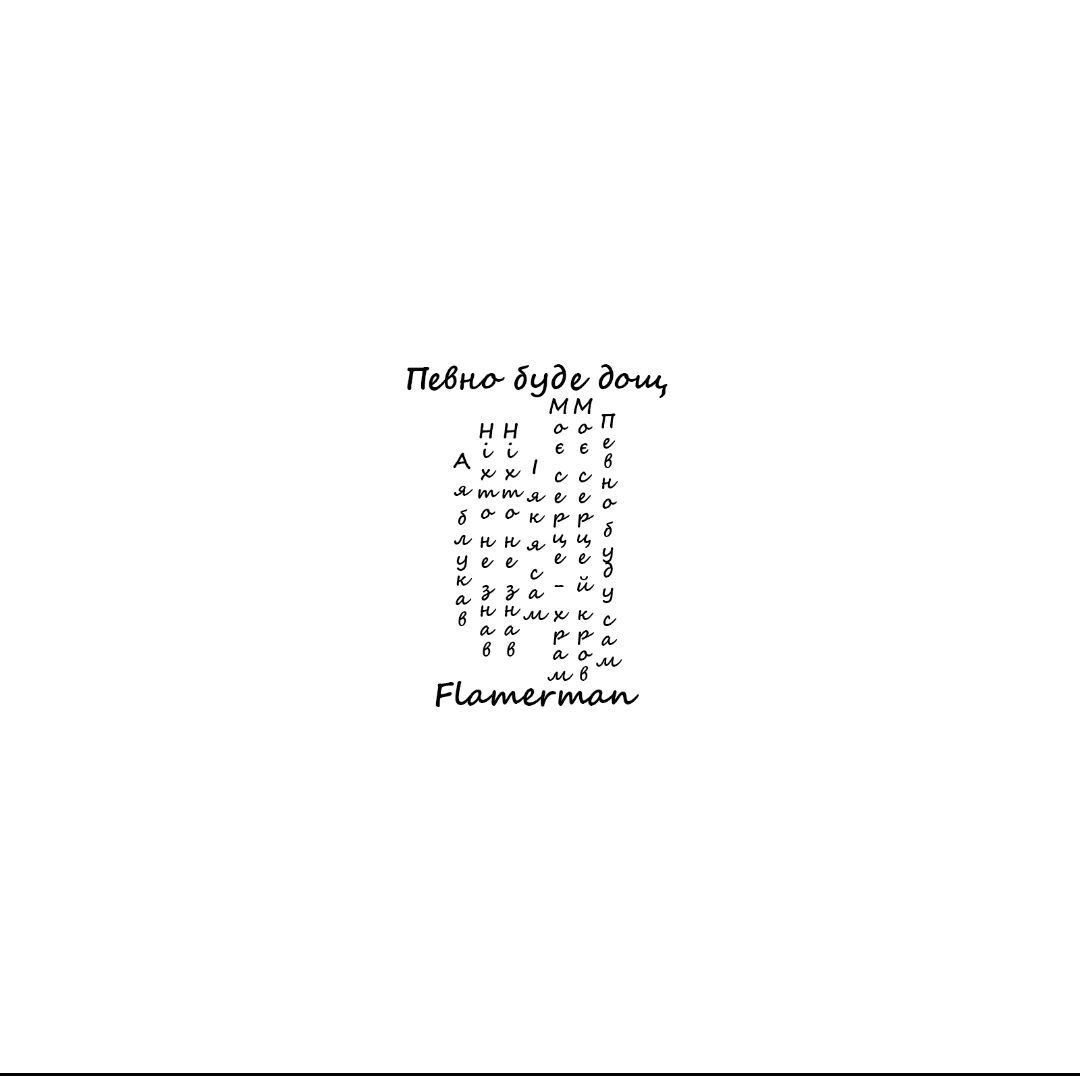 Певно буде дощ
А я блукав
Ніхто не знав
Ніхто не знав
І як я сам
Моє серце - храм
Моє серце й кров
Певно буду сам
Flamerman